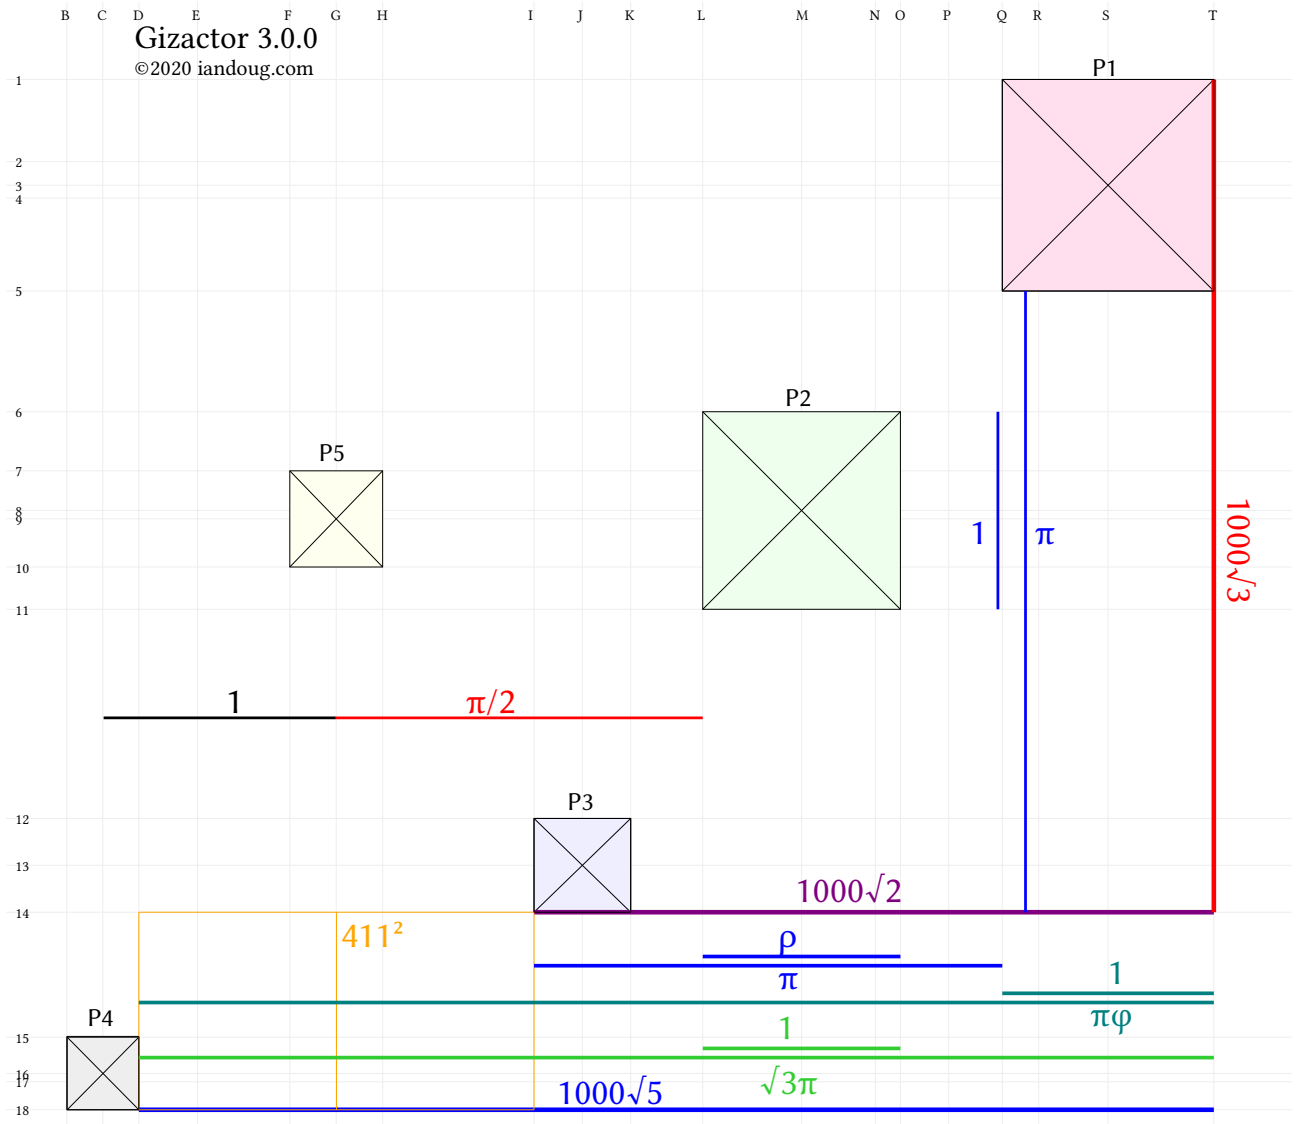 B C D E F G H I J K L M N O P Q R S T
Gizactor 3.0.0
©2020 iandoug.com
P1
1
2
3
4
5
P2
6
P5
7
8
9
1 π
1000√3
10
11
1 π/2
P3
12
13
1000√2
14
411²
ρ
π
1
πφ
P4
1
15
√3π
16
17
1000√5
18